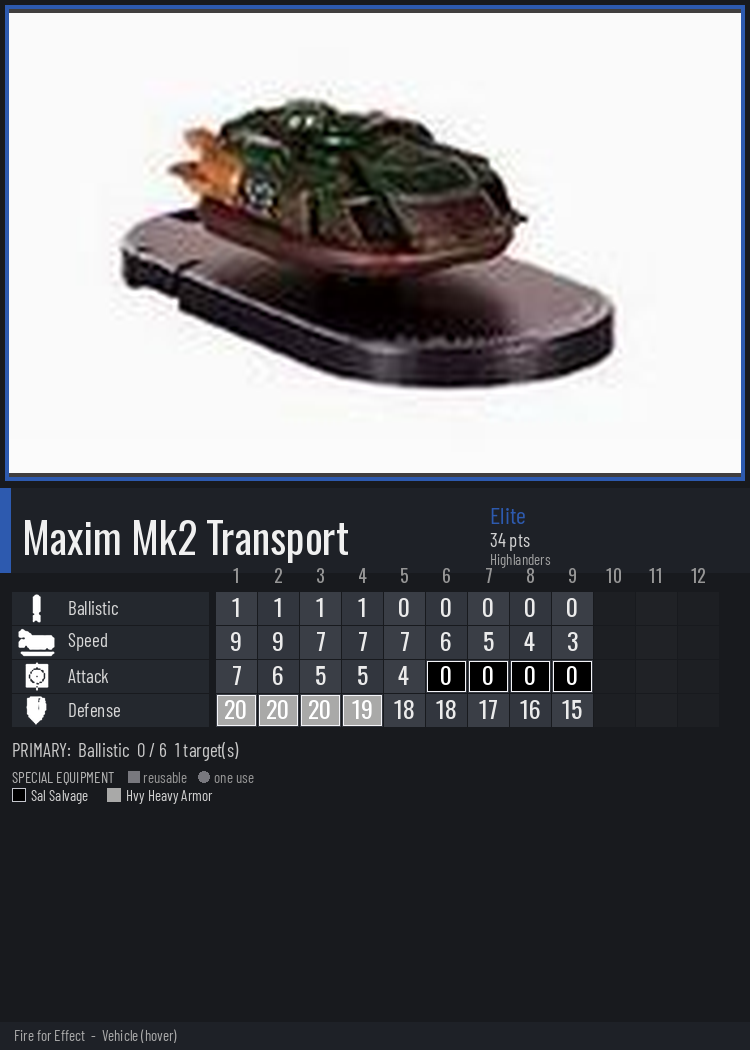 Maxim Mk2 Transport
Elite
34 pts
Highlanders
1 2 3 4 5 6 7 8 9 10 11 12
Ballistic 1 1 1 1 0 0 0 0 0
Speed 9 9 7 7 7 6 5 4 3
Attack 7 6 5 5 4 0 0 0 0
Defense 20 20 20 19 18 18 17 16 15
PRIMARY: Ballistic 0 / 6 1 target(s)
SPECIAL EQUIPMENT reusable one use
Sal Salvage Hvy Heavy Armor
Fire for Effect - Vehicle (hover)